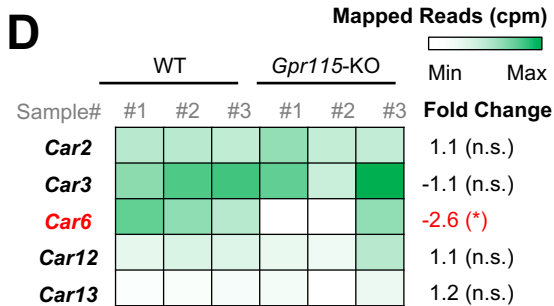 D
Mapped Reads (cpm)
Min Max
WT Gpr115-KO
Sample# #1 #2 #3 #1 #2 #3 Fold Change
Car2 1.1 (n.s.)
Car3 -1.1 (n.s.)
Car6 -2.6 (*)
Car12 1.1 (n.s.)
Car13 1.2 (n.s.)